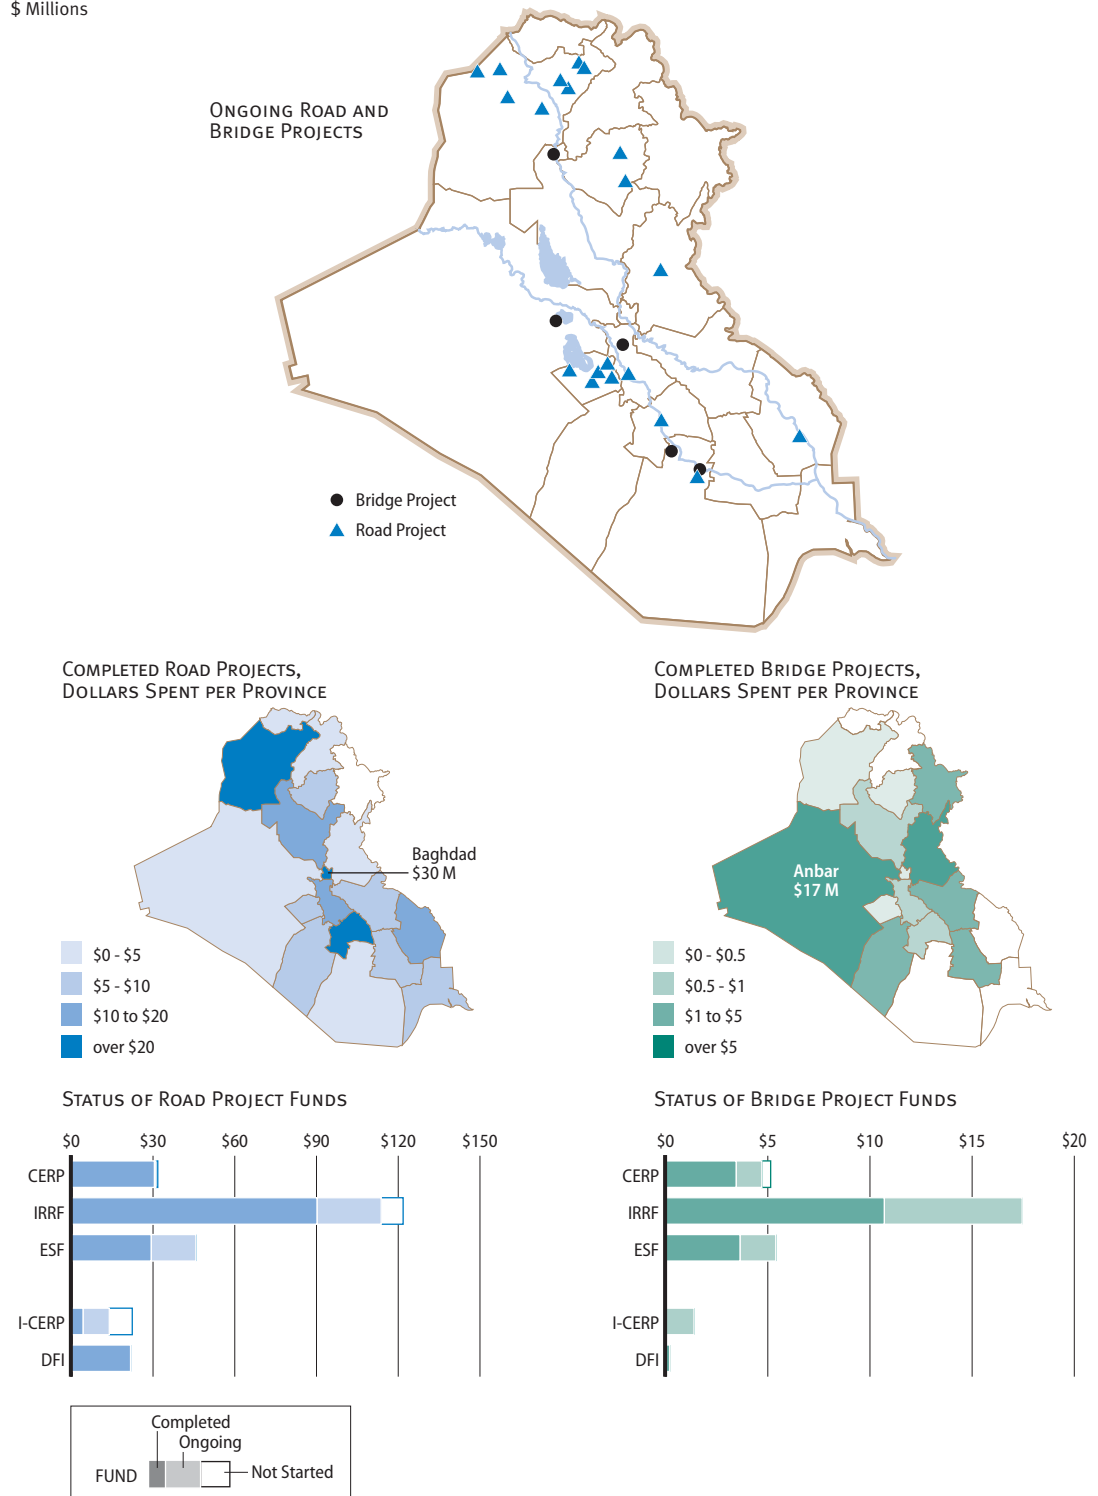 $ Millions
ONGOING ROAD AND
BRIDGE PROJECTS
Bridge Project
Road Project
COMPLETED ROAD PROJECTS,
DOLLARS SPENT PER PROVINCE
Baghdad
$30 M
$0 - $5
$5 - $10
$10 to $20
over $20
COMPLETED BRIDGE PROJECTS,
DOLLARS SPENT PER PROVINCE
Anbar
$17 M
$0 - $0.5
$0.5 - $1
$1 to $5
over $5
STATUS OF ROAD PROJECT FUNDS
$0 $30 $60 $90 $120 $150
CERP
IRRF
ESF
I-CERP
DFI
STATUS OF BRIDGE PROJECT FUNDS
$0 $5 $10 $15 $20
CERP
IRRF
ESF
I-CERP
DFI
Completed
Ongoing
FUND
Not Started